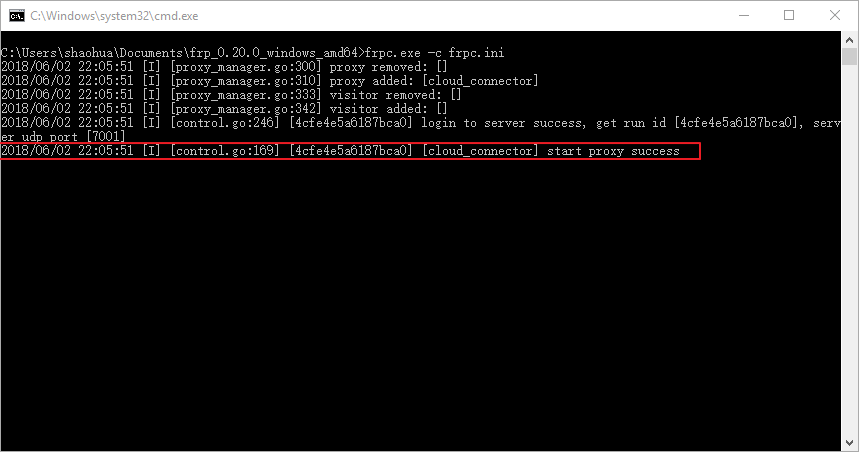 C:\Windows\system32\cmd.exe
C:\Users\shaohua\Documents\frp_0.20.0_windows_amd64>frpc.exe -c frpc.ini
2018/06/02 22:05:51 [I] [proxy_manager.go:300] proxy removed: []
2018/06/02 22:05:51 [I] [proxy_manager.go:310] proxy added: [cloud_connector]
2018/06/02 22:05:51 [I] [proxy_manager.go:333] visitor removed: []
2018/06/02 22:05:51 [I] [proxy_manager.go:342] visitor added: []
2018/06/02 22:05:51 [I] [control.go:246] [4cfe4e5a6187bca0] login to server success, get run id [4cfe4e5a6187bca0], serv
er udp port [7001]
2018/06/02 22:05:51 [I] [control.go:169] [4cfe4e5a6187bca0] [cloud_connector] start proxy success